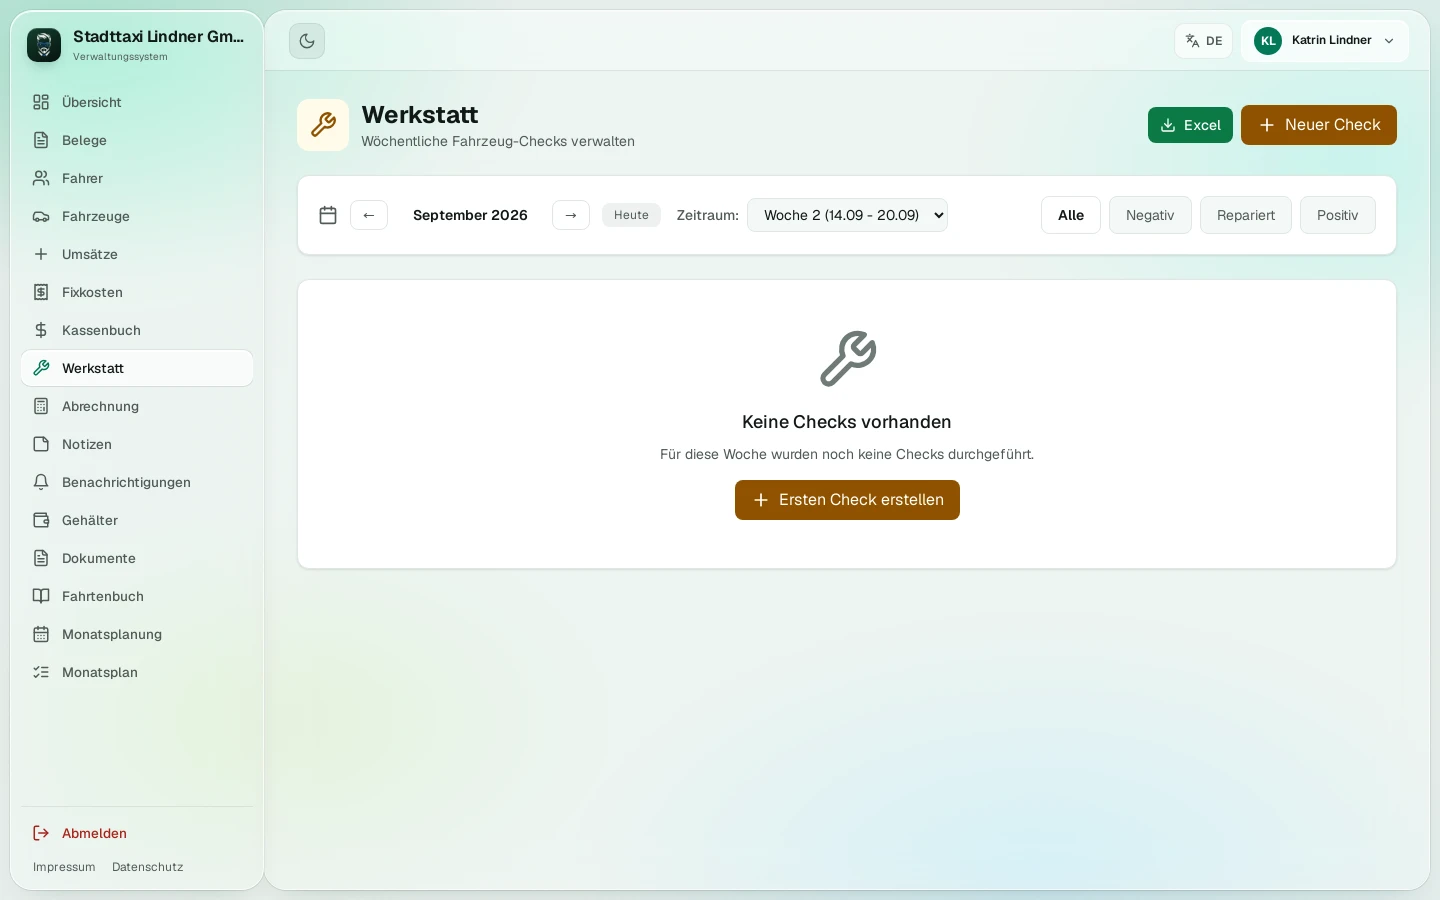 Stadttaxi Lindner Gm...
Verwaltungssystem
Übersicht
Belege
Fahrer
Fahrzeuge
Umsätze
Fixkosten
Kassenbuch
Werkstatt
Abrechnung
Notizen
Benachrichtigungen
Gehälter
Dokumente
Fahrtenbuch
Monatsplanung
Monatsplan
Abmelden
Impressum Datenschutz
DE
KL Katrin Lindner
Werkstatt
Wöchentliche Fahrzeug-Checks verwalten
Excel
Neuer Check
← September 2026 → Heute Zeitraum: Woche 2 (14.09 - 20.09) Alle Negativ Repariert Positiv
Keine Checks vorhanden
Für diese Woche wurden noch keine Checks durchgeführt.
Ersten Check erstellen